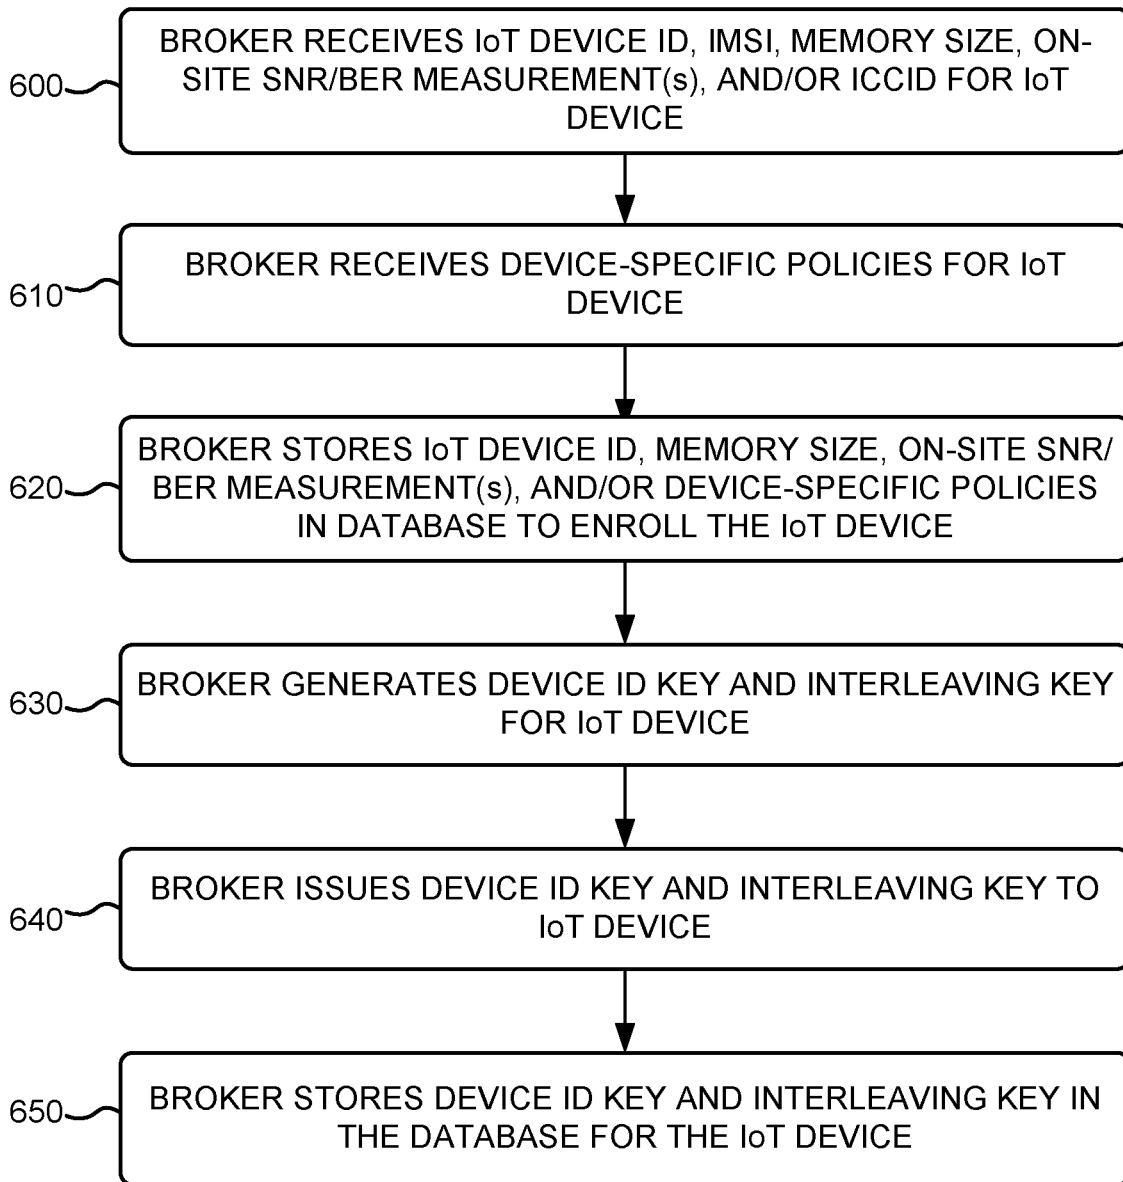 600
BROKER RECEIVES IoT DEVICE ID, IMSI, MEMORY SIZE, ON-
SITE SNR/BER MEASUREMENT(s), AND/OR ICCID FOR IoT
DEVICE
610
BROKER RECEIVES DEVICE-SPECIFIC POLICIES FOR IoT
DEVICE
620
BROKER STORES IoT DEVICE ID, MEMORY SIZE, ON-SITE SNR/
BER MEASUREMENT(s), AND/OR DEVICE-SPECIFIC POLICIES
IN DATABASE TO ENROLL THE IoT DEVICE
630
BROKER GENERATES DEVICE ID KEY AND INTERLEAVING KEY
FOR IoT DEVICE
640
BROKER ISSUES DEVICE ID KEY AND INTERLEAVING KEY TO
IoT DEVICE
650
BROKER STORES DEVICE ID KEY AND INTERLEAVING KEY IN
THE DATABASE FOR THE IoT DEVICE